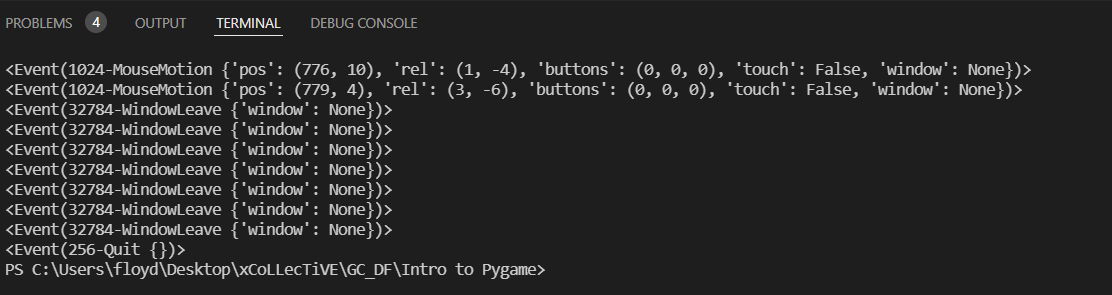 PROBLEMS 4 OUTPUT TERMINAL DEBUG CONSOLE
<Event(1024-MouseMotion {'pos': (776, 10), 'rel': (1, -4), 'buttons': (0, 0, 0), 'touch': False, 'window': None})>
<Event(1024-MouseMotion {'pos': (779, 4), 'rel': (3, -6), 'buttons': (0, 0, 0), 'touch': False, 'window': None})>
<Event(32784-WindowLeave {'window': None})>
<Event(32784-WindowLeave {'window': None})>
<Event(32784-WindowLeave {'window': None})>
<Event(32784-WindowLeave {'window': None})>
<Event(32784-WindowLeave {'window': None})>
<Event(32784-WindowLeave {'window': None})>
<Event(32784-WindowLeave {'window': None})>
<Event(256-Quit {})>
PS C:\Users\floyd\Desktop\xCoLLecTiVE\GC_DF\Intro to Pygame>